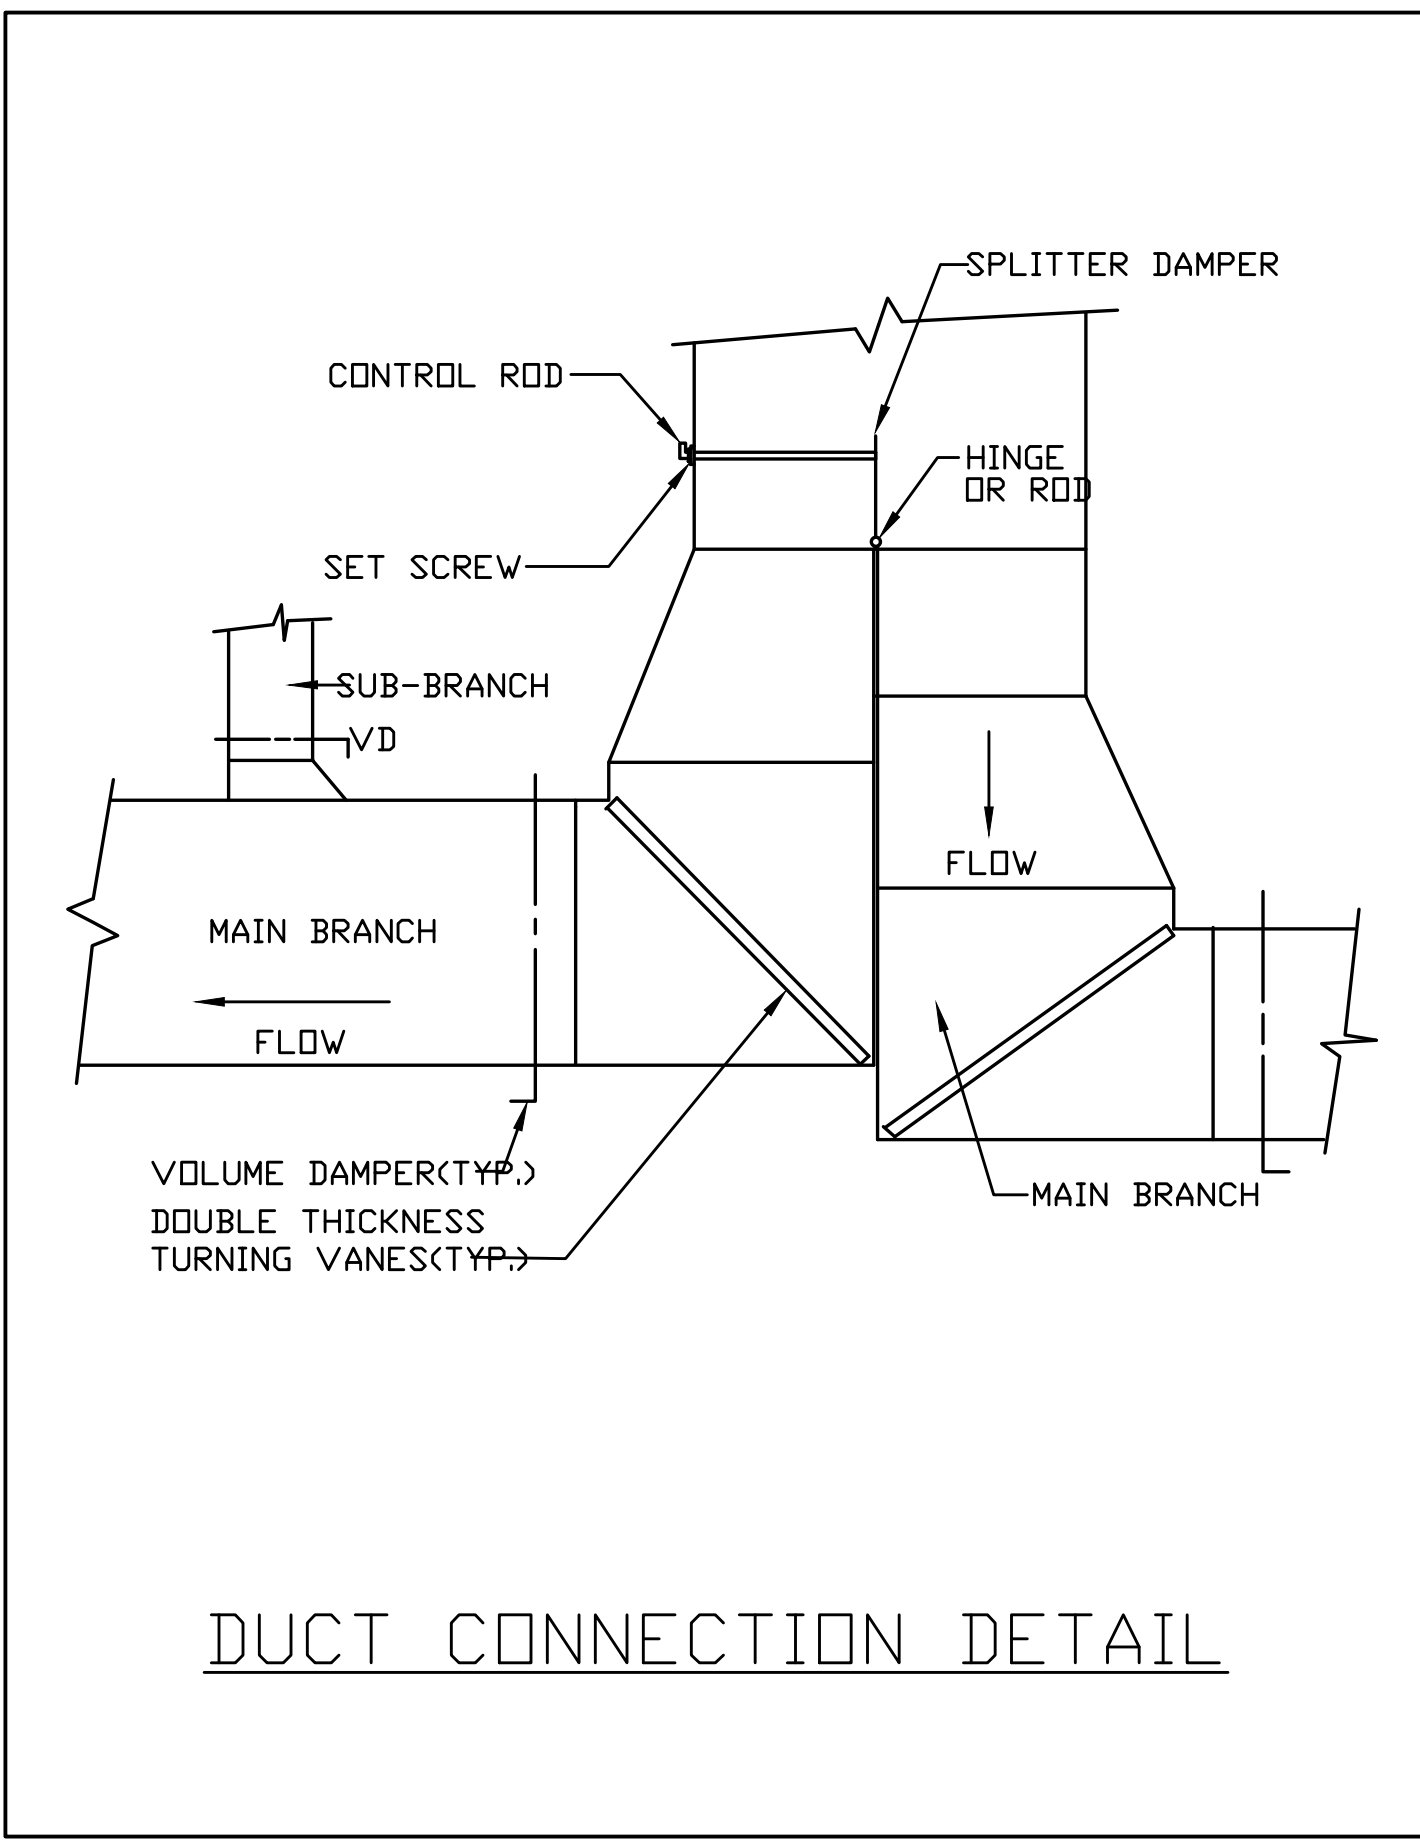 SPLITTER DAMPER
CONTROL ROD
HINGE
OR ROD
SET SCREW
SUB-BRANCH
VD
FLOW
MAIN BRANCH
FLOW
VOLUME DAMPER(TYP.)
MAIN BRANCH
DOUBLE THICKNESS
TURNING VANES(TYP.)
DUCT CONNECTION DETAIL